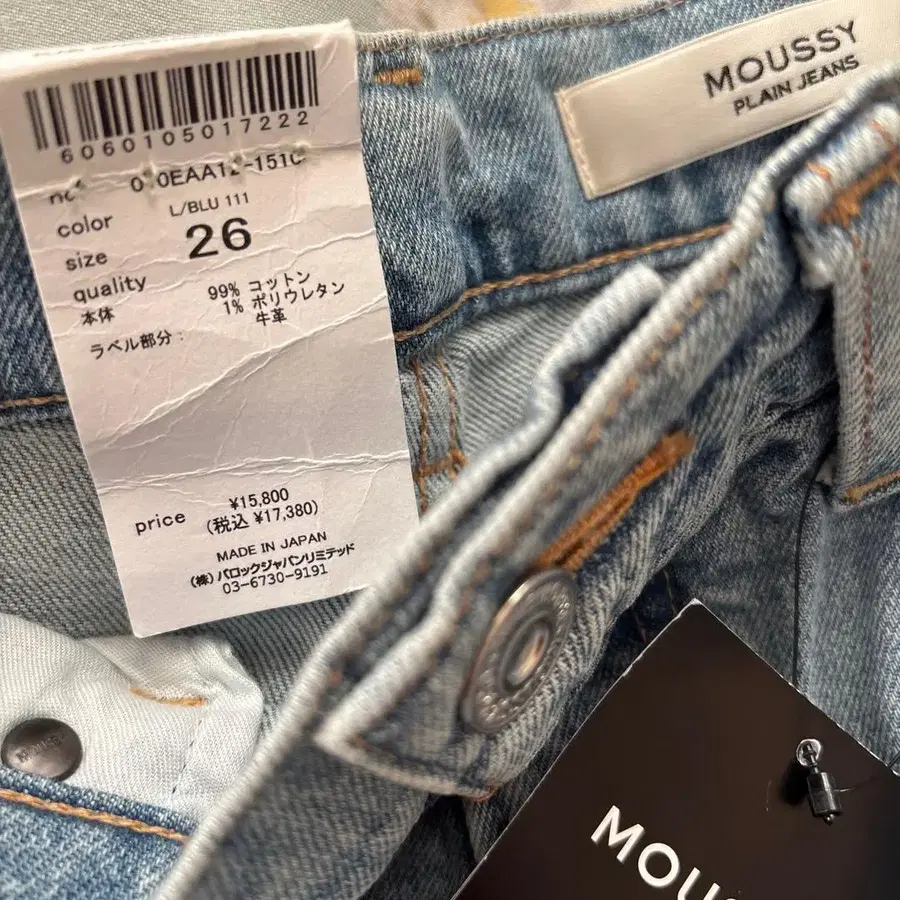 6060105017222
no.
color
L/BLU 111
size
26
quality
本体
99% コットン
1% ポリウレタン
ラベル部分:
牛革
price
¥15,800
(税込 ¥17,380)
MADE IN JAPAN
(株) バロックジャパンリミテッド
03-6730-9191
MOUSSY
PLAIN JEANS
MOUS